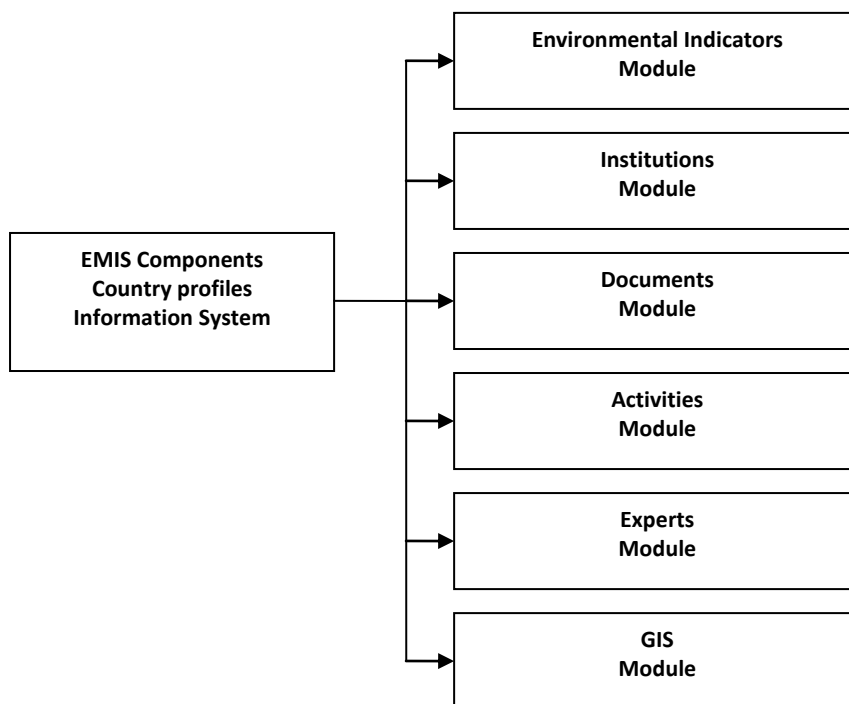 Environmental Indicators
Module
Institutions
Module
EMIS Components
Country profiles
Information System
Documents
Module
Activities
Module
Experts
Module
GIS
Module